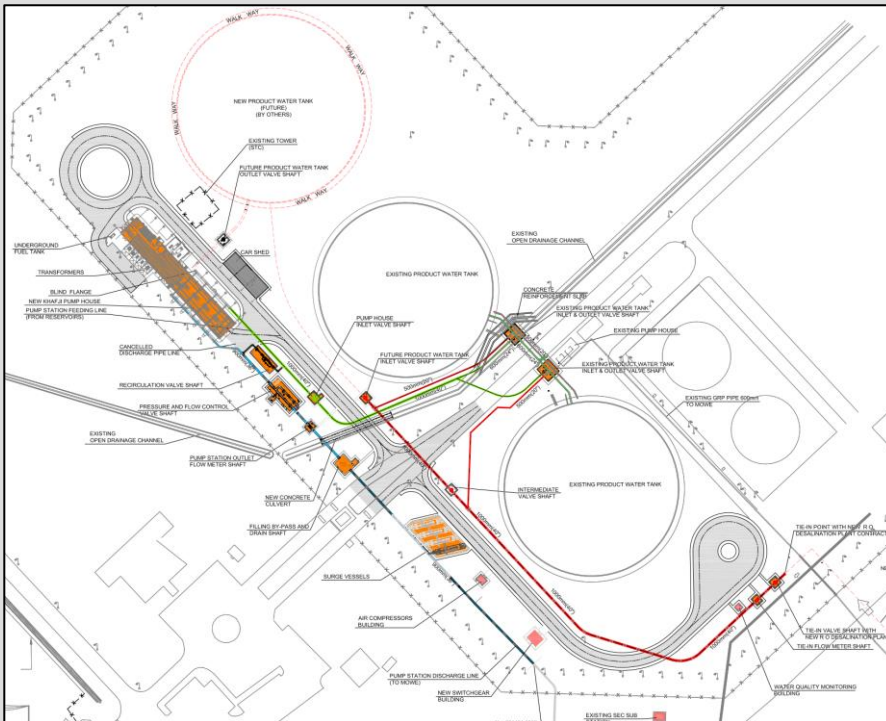 WALK WAY
WALK WAY
WALK WAY
WALK WAY
NEW PRODUCT WATER TANK
(FUTURE)
(BY OTHERS)
EXISTING TOWER
(STC)
FUTURE PRODUCT WATER TANK
OUTLET VALVE SHAFT
CAR SHED
UNDERGROUND
FUEL TANK
TRANSFORMERS
BLIND FLANGE
NEW KHAFJI PUMP HOUSE
PUMP STATION FEEDING LINE
(FROM RESERVOIRS)
CANCELLED
DISCHARGE PIPE LINE
RECIRCULATION VALVE SHAFT
PRESSURE AND FLOW CONTROL
VALVE SHAFT
EXISTING
OPEN DRAINAGE CHANNEL
PUMP STATION OUTLET
FLOW METER SHAFT
NEW CONCRETE
CULVERT
FILLING BY-PASS AND
DRAIN SHAFT
SURGE VESSELS
AIR COMPRESSORS
BUILDING
PUMP STATION DISCHARGE LINE
(TO MOWE)
NEW SWITCHGEAR
BUILDING
EXISTING SEC SUB
EXISTING PRODUCT WATER TANK
PUMP HOUSE
INLET VALVE SHAFT
FUTURE PRODUCT WATER TANK
INLET VALVE SHAFT
EXISTING
OPEN DRAINAGE CHANNEL
CONCRETE
REINFORCEMENT SLAB
EXISTING PRODUCT WATER TANK
INLET & OUTLET VALVE SHAFT
EXISTING PUMP HOUSE
EXISTING PRODUCT WATER TANK
INLET & OUTLET VALVE SHAFT
EXISTING GRP PIPE 600mm
TO MOWE
EXISTING PRODUCT WATER TANK
INTERMEDIATE
VALVE SHAFT
TIE-IN POINT WITH NEW R.O.
DESALINATION PLANT CONTRACT
TIE-IN VALVE SHAFT WITH
NEW R.O DESALINATION PLAN
TIE-IN FLOW METER SHAFT
WATER QUALITY MONITORING
BUILDING